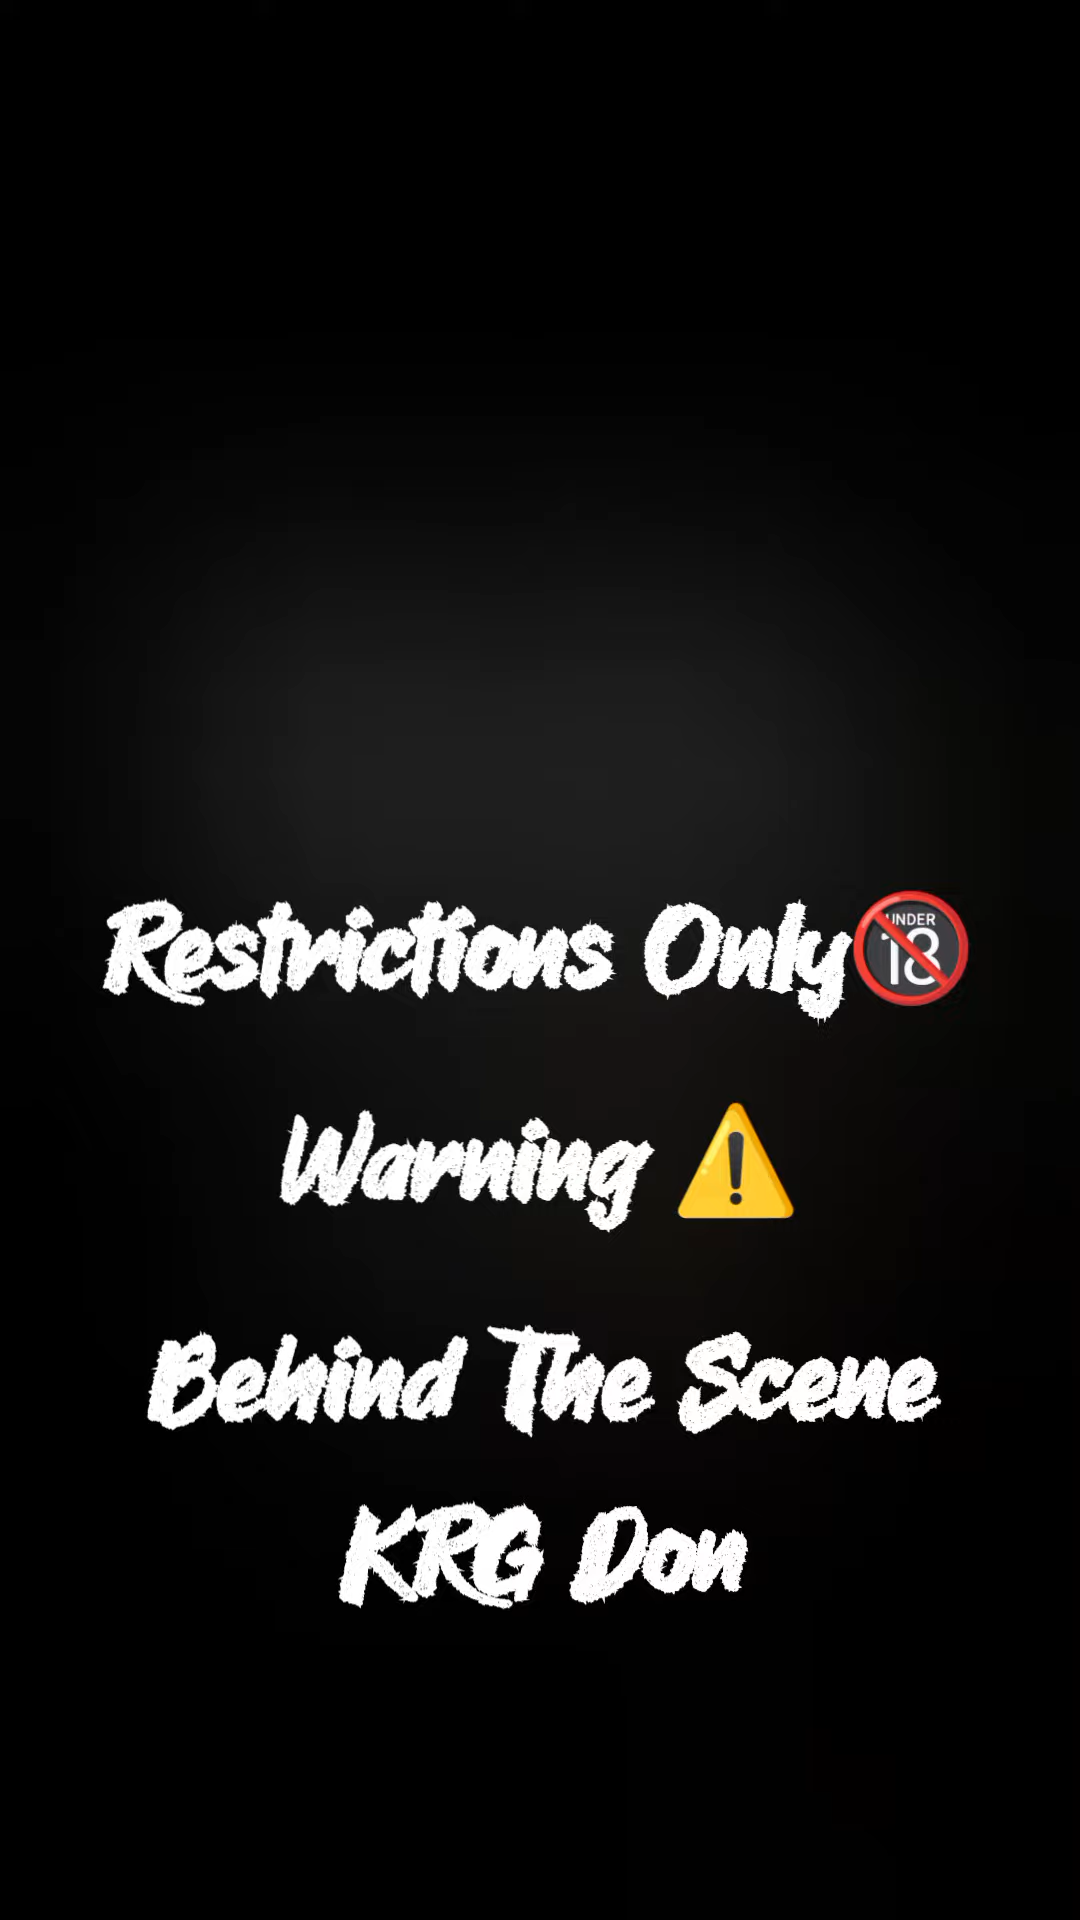 Restrictions Only🔞
Warning ⚠️
Behind The Scene
KRG Don